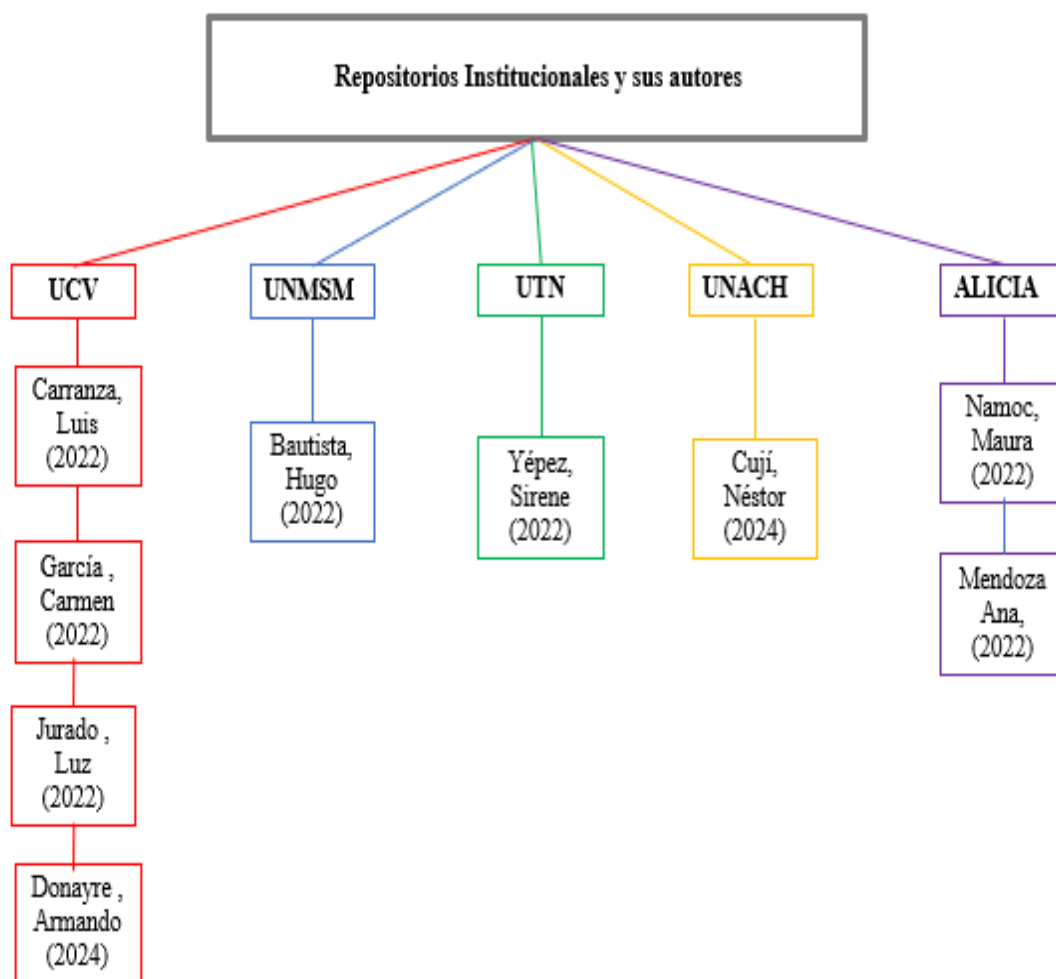 Repositorios Institucionales y sus autores
UCV
UNMSM
UTN
UNACH
ALICIA
Carranza,
Luis
(2022)
García ,
Carmen
(2022)
Jurado ,
Luz
(2022)
Donayre ,
Armando
(2024)
Bautista,
Hugo
(2022)
Yépez,
Sirene
(2022)
Cují,
Néstor
(2024)
Namoc,
Maura
(2022)
Mendoza
Ana,
(2022)